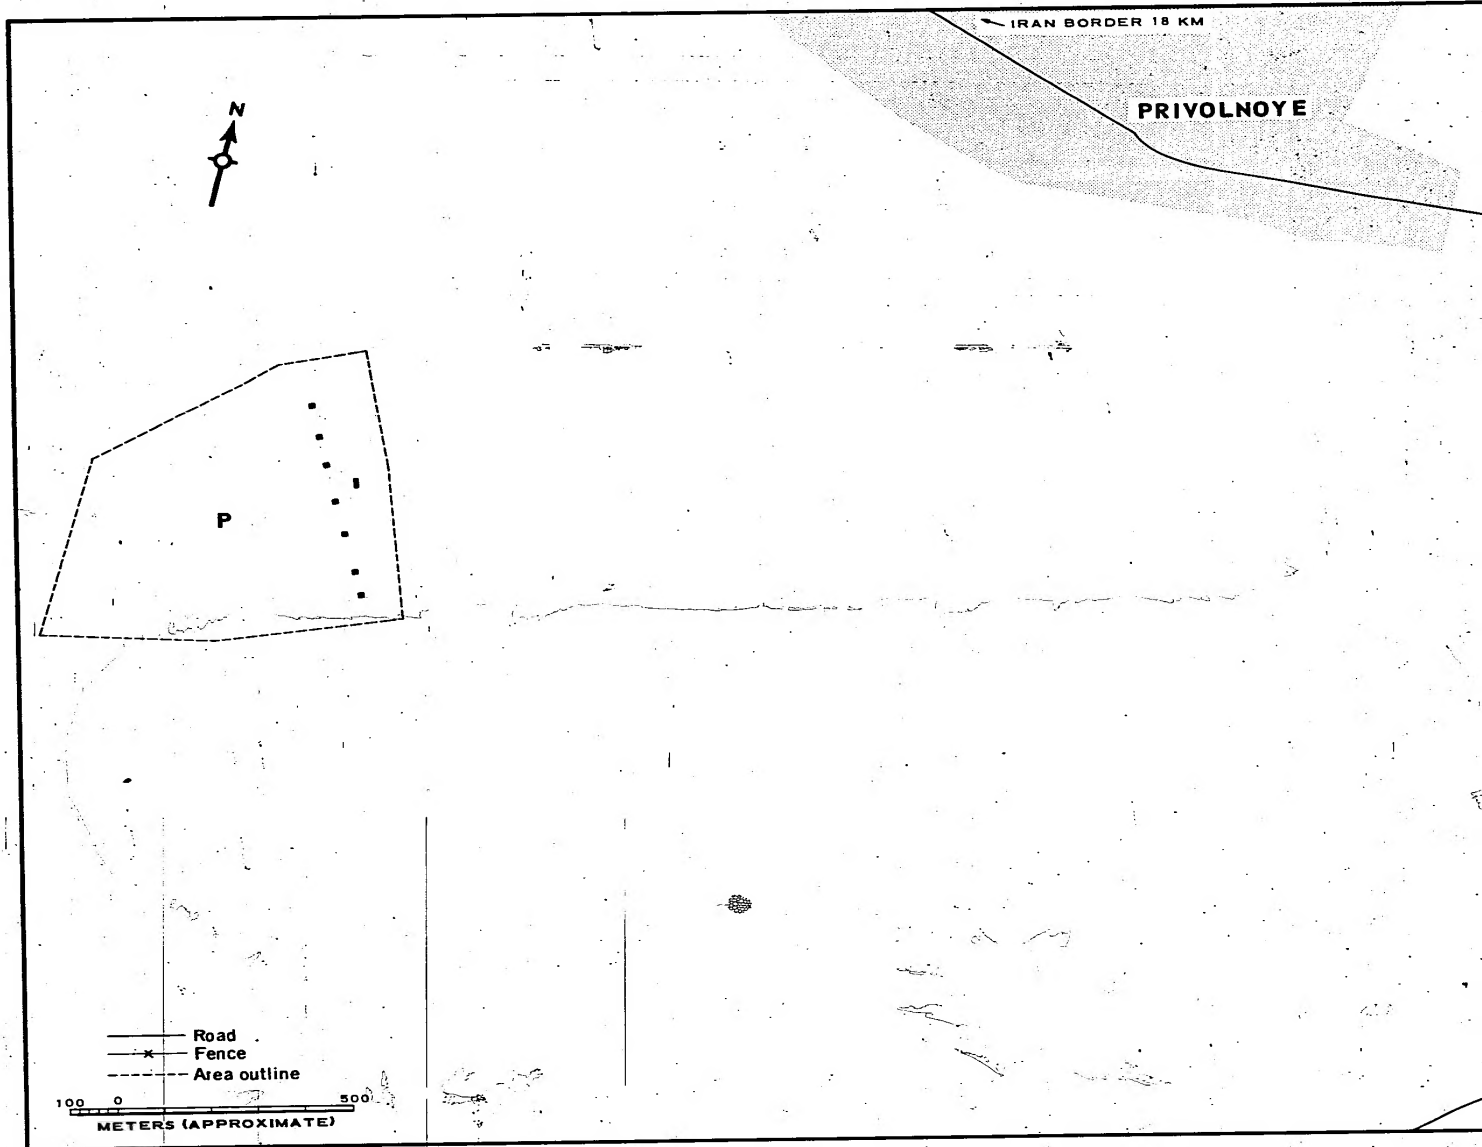 IRAN BORDER 18 KM
PRIVOLNOYE
N
P
Road
Fence
Area outline
100 0 500
METERS (APPROXIMATE)